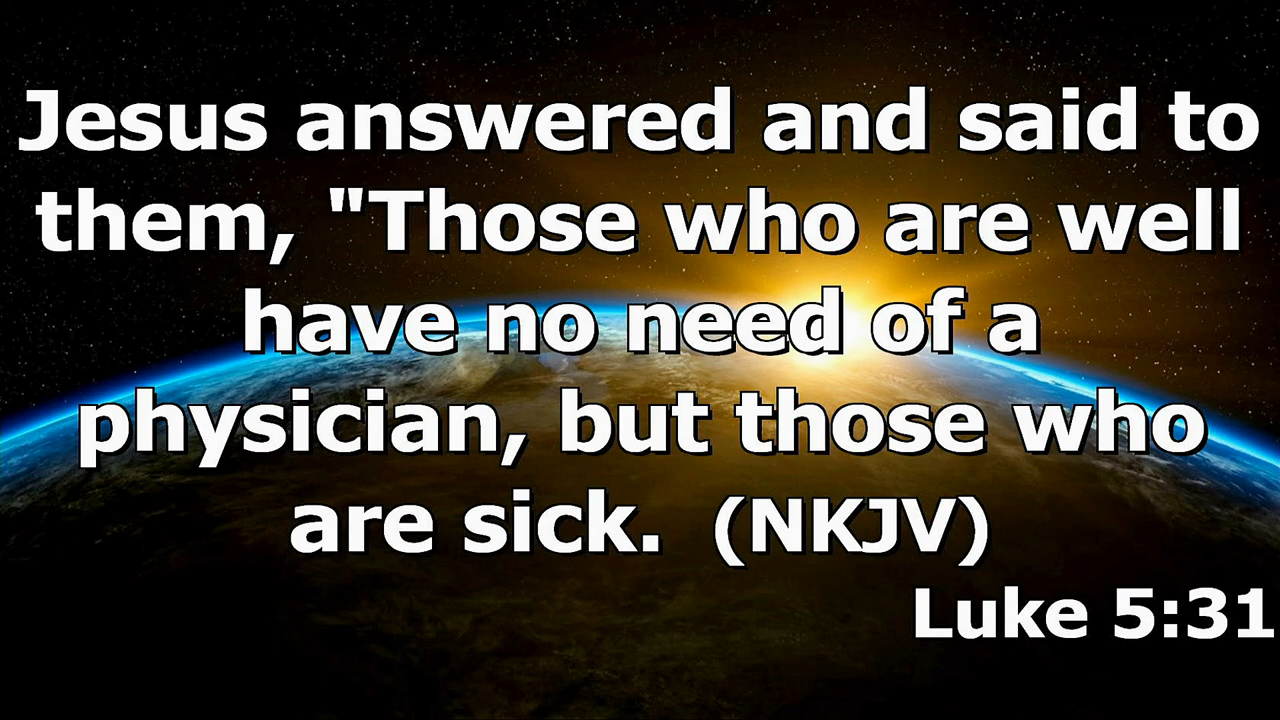 Jesus answered and said to
them, "Those who are well
have no need of a
physician, but those who
are sick.  (NKJV)
Luke 5:31